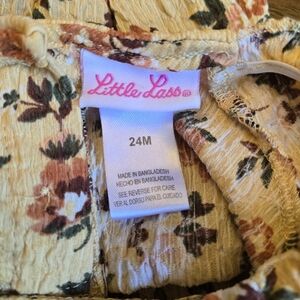 Little Lass®
24M
MADE IN BANGLADESH
HECHO EN BANGLADESH
SEE REVERSE FOR CARE
VER AL DORSO PARA EL CUIDADO